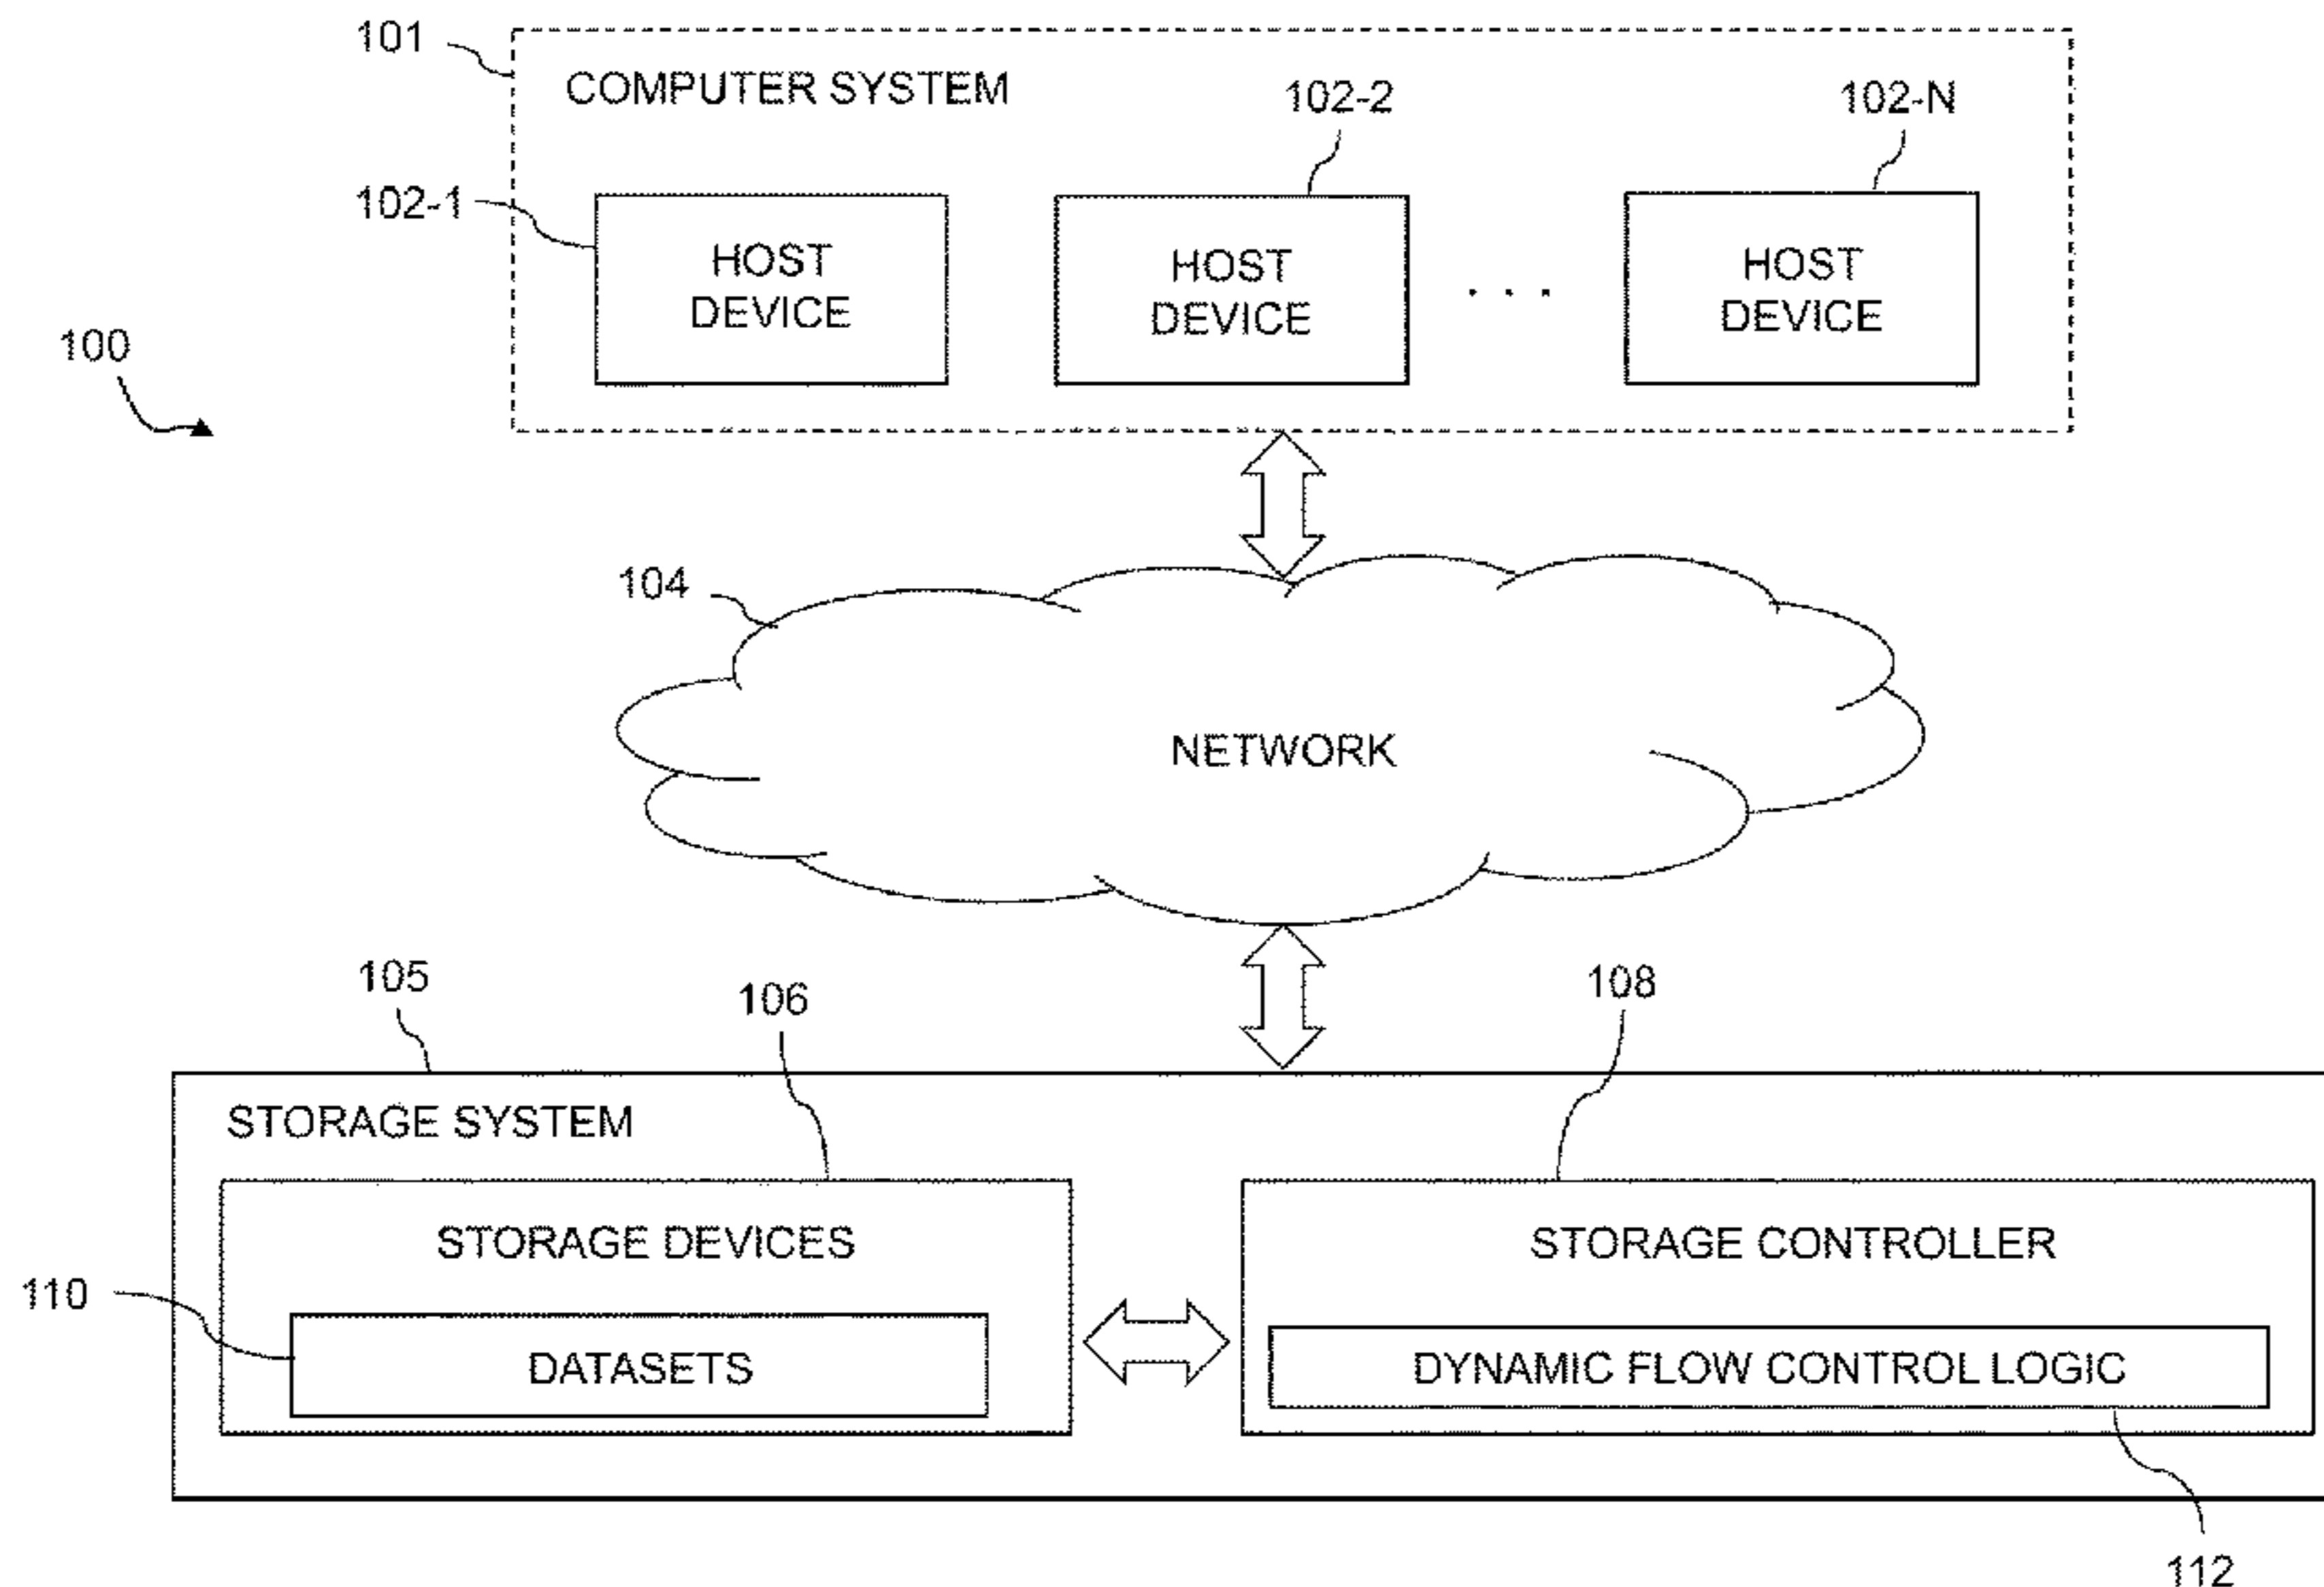 101
COMPUTER SYSTEM
102-2
102-N
102-1
HOST
DEVICE
HOST
DEVICE
. . .
HOST
DEVICE
100
104
NETWORK
105
106
108
STORAGE SYSTEM
STORAGE DEVICES
STORAGE CONTROLLER
110
DATASETS
DYNAMIC FLOW CONTROL LOGIC
112